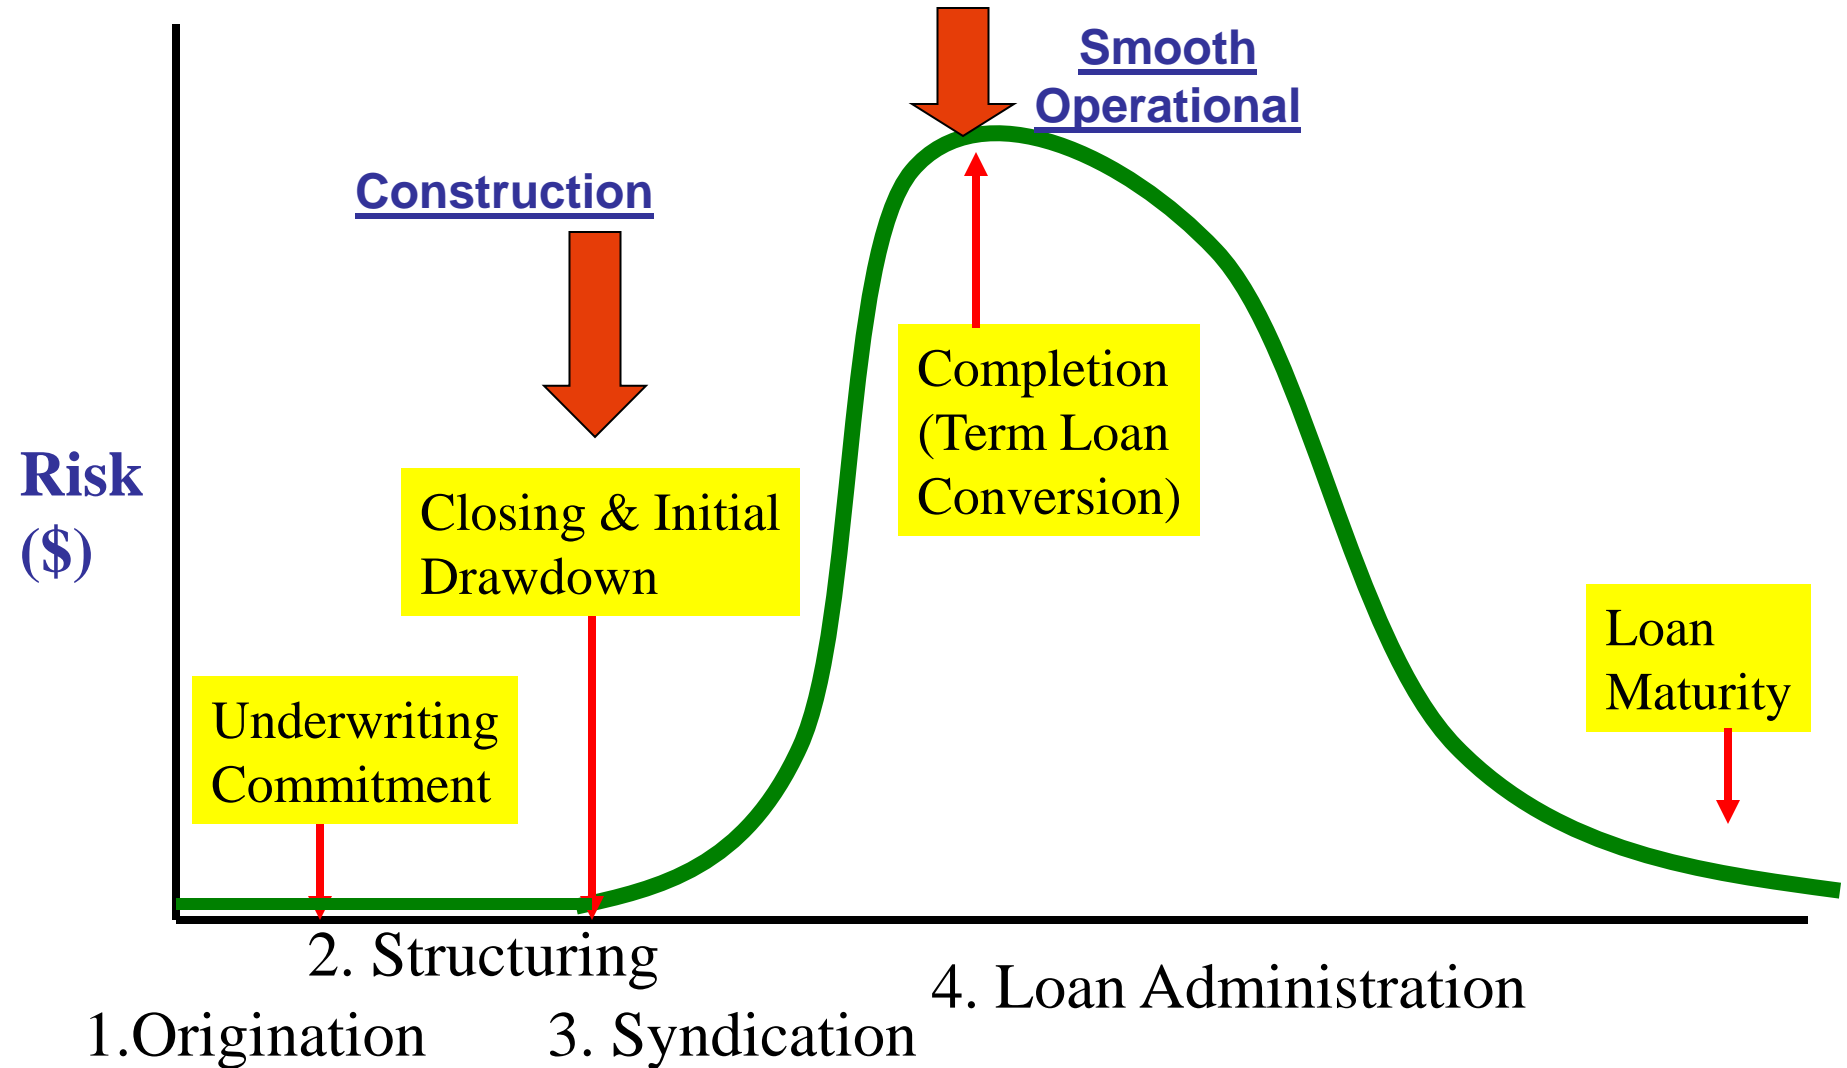 Smooth
Operational
Construction
Risk
($)
Completion
(Term Loan
Conversion)
Closing & Initial
Drawdown
Loan
Maturity
Underwriting
Commitment
2. Structuring
4. Loan Administration
1.Origination
3. Syndication